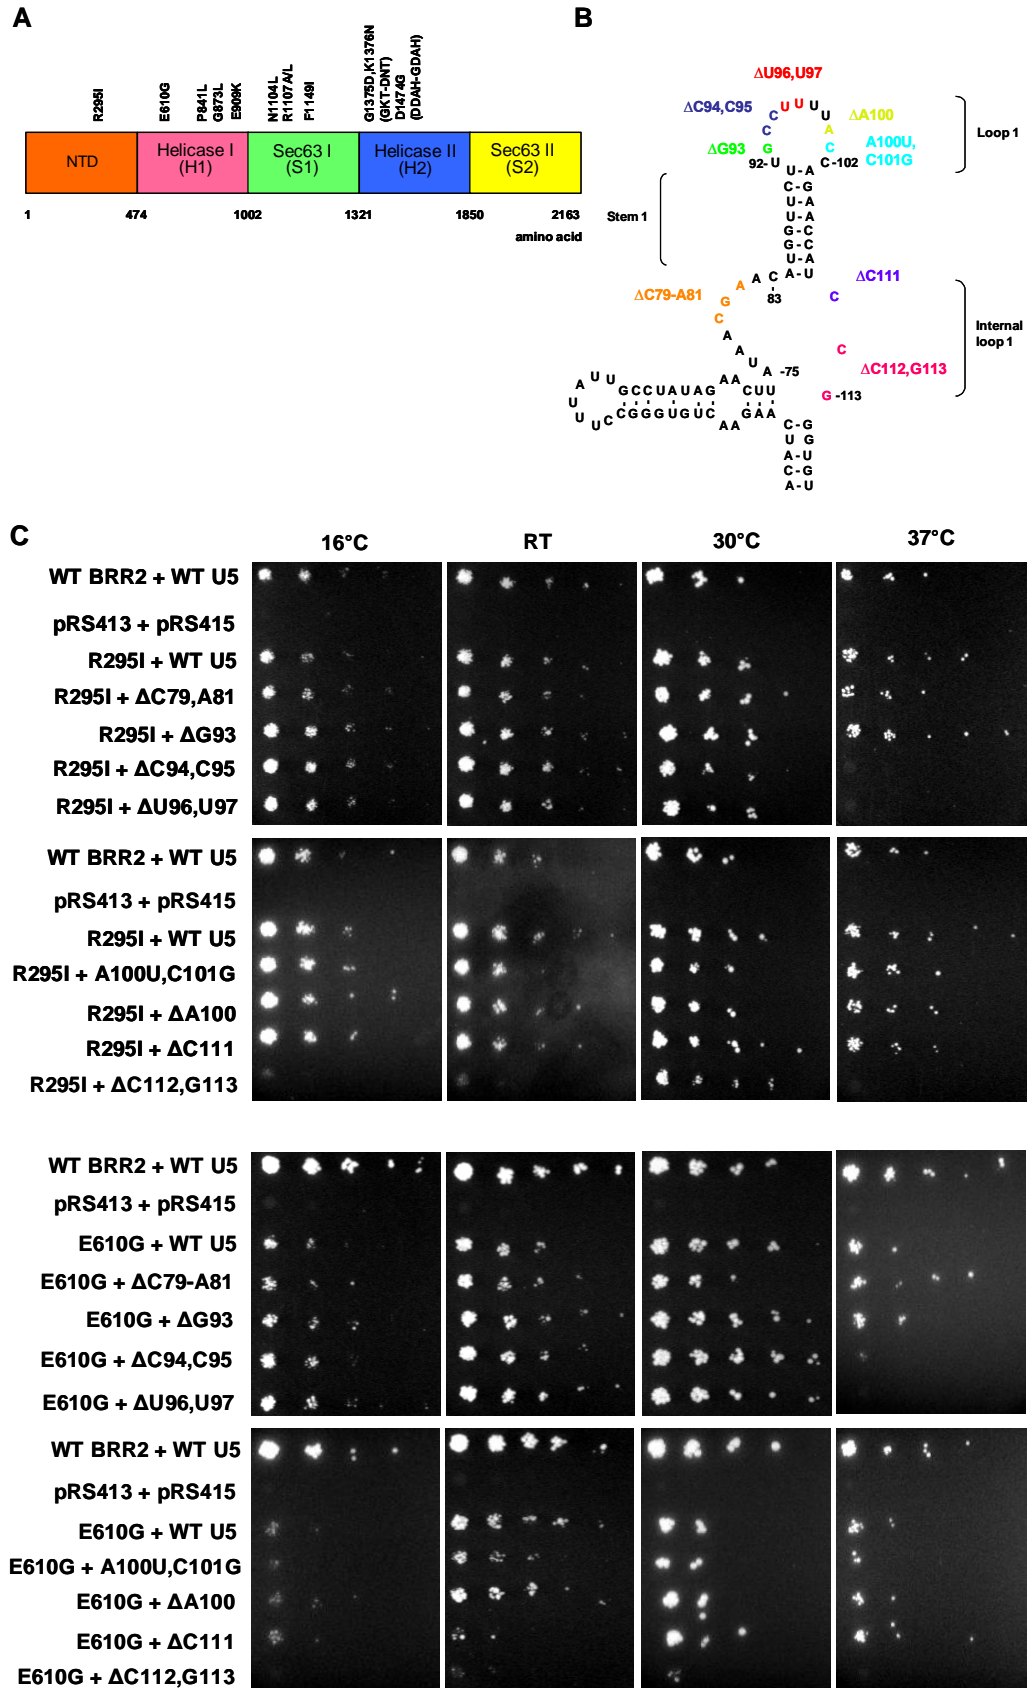 A
R295I
E610G
P841L
G873L
E909K
N1104L
R1107A/L
F1149I
G1375D,K1376N
(GKT-DNT)
D1474G
(DDAH-GDAH)
NTD
Helicase I
(H1)
Sec63 I
(S1)
Helicase II
(H2)
Sec63 II
(S2)
1
474
1002
1321
1850
2163
amino acid
B
ΔU96,U97
ΔC94,C95
ΔA100
ΔG93
A100U,
C101G
Loop 1
C C U U U U A C
G
92- U C -102
U - A
C - G
U - A
U - A
G - C
G - C
U - A
A - U
Stem 1
ΔC79-A81
C G A A C
83
ΔC111
C
C
ΔC112,G113
G -113
Internal
loop 1
A A U A -75
A U U G C C U A U A G A A C U U
U U U C C G G G U G U C A A G A A
C - G
U G
A - U
C - G
A - U
C
16°C RT 30°C 37°C
WT BRR2 + WT U5
pRS413 + pRS415
R295I + WT U5
R295I + ΔC79,A81
R295I + ΔG93
R295I + ΔC94,C95
R295I + ΔU96,U97
WT BRR2 + WT U5
pRS413 + pRS415
R295I + WT U5
R295I + A100U,C101G
R295I + ΔA100
R295I + ΔC111
R295I + ΔC112,G113
WT BRR2 + WT U5
pRS413 + pRS415
E610G + WT U5
E610G + ΔC79-A81
E610G + ΔG93
E610G + ΔC94,C95
E610G + ΔU96,U97
WT BRR2 + WT U5
pRS413 + pRS415
E610G + WT U5
E610G + A100U,C101G
E610G + ΔA100
E610G + ΔC111
E610G + ΔC112,G113